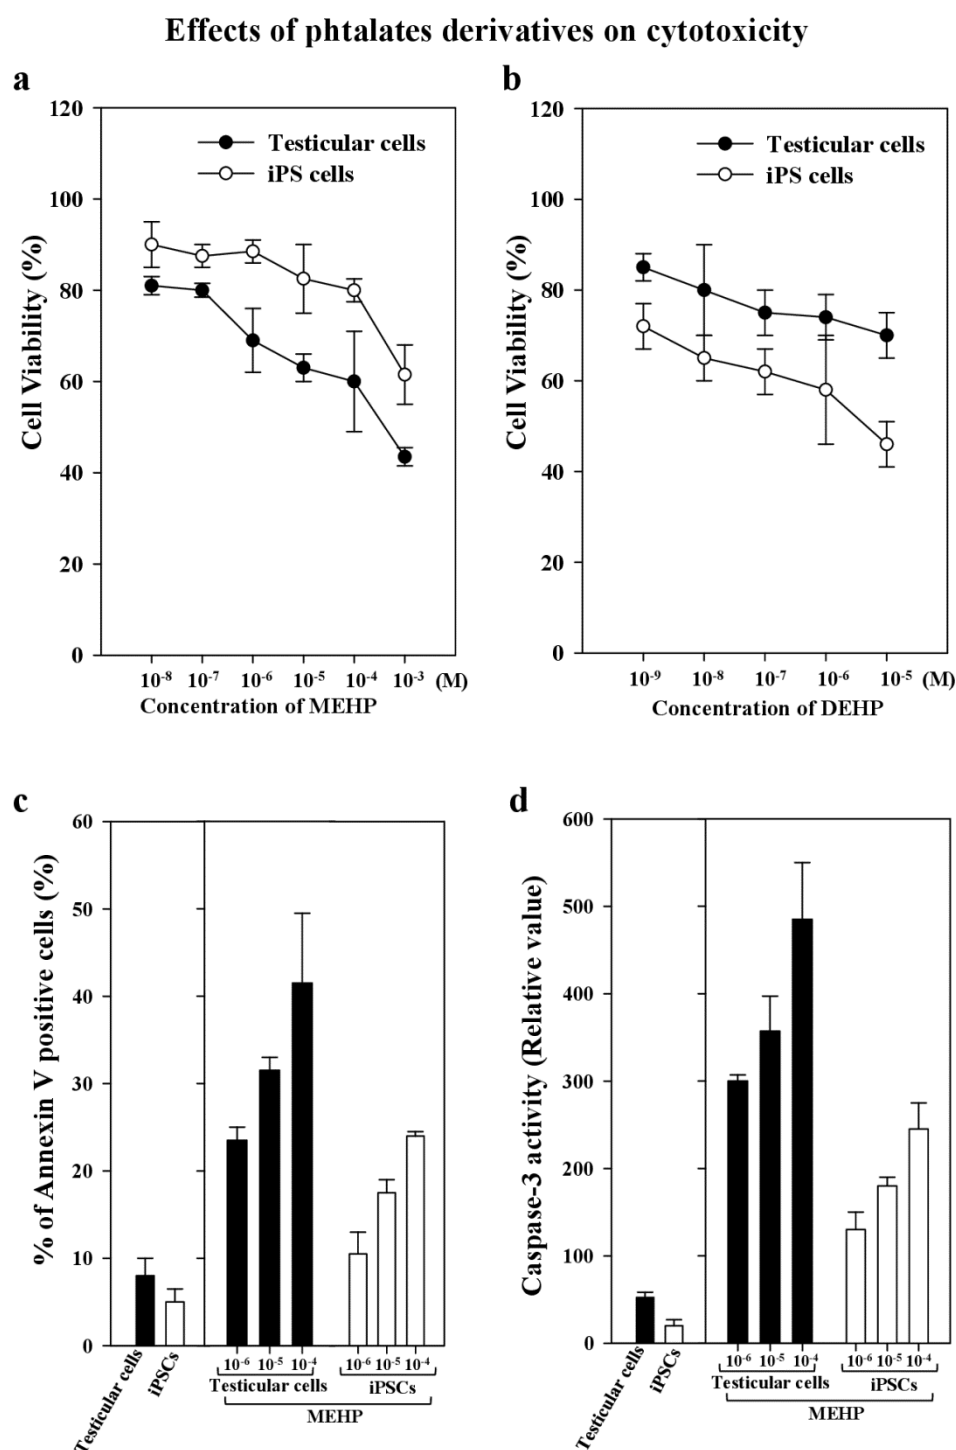 Effects of phtalates derivatives on cytotoxicity
a
120
100
80
60
40
20
0
Cell Viability (%)
Testicular cells
iPS cells
10⁻⁸ 10⁻⁷ 10⁻⁶ 10⁻⁵ 10⁻⁴ 10⁻³ (M)
Concentration of MEHP
b
120
100
80
60
40
20
0
Cell Viability (%)
Testicular cells
iPS cells
10⁻⁹ 10⁻⁸ 10⁻⁷ 10⁻⁶ 10⁻⁵ (M)
Concentration of DEHP
c
60
50
40
30
20
10
0
% of Annexin V positive cells (%)
Testicular cells
iPSCs
10⁻⁶ 10⁻⁵ 10⁻⁴
Testicular cells
10⁻⁶ 10⁻⁵ 10⁻⁴
iPSCs
MEHP
d
600
500
400
300
200
100
0
Caspase-3 activity (Relative value)
Testicular cells
iPSCs
10⁻⁶ 10⁻⁵ 10⁻⁴
Testicular cells
10⁻⁶ 10⁻⁵ 10⁻⁴
iPSCs
MEHP